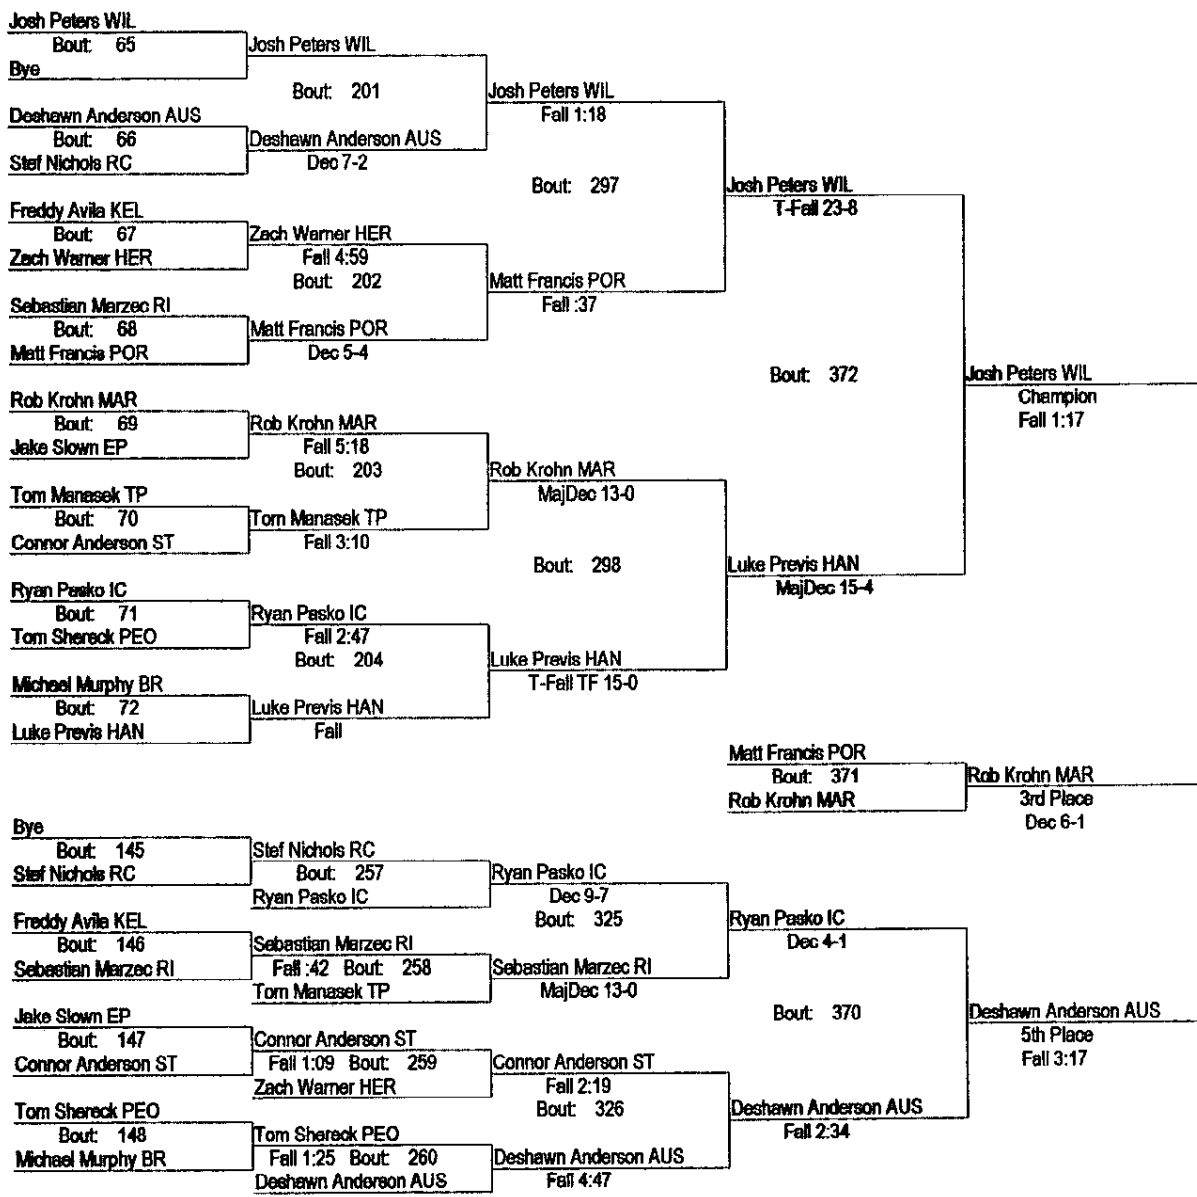 Josh Peters WIL
Bout: 65
Bye
Josh Peters WIL
Bout: 201
Deshawn Anderson AUS
Bout: 66
Stef Nichols RC
Deshawn Anderson AUS
Dec 7-2
Josh Peters WIL
Fall 1:18
Bout: 297
Freddy Avila KEL
Bout: 67
Zach Warner HER
Zach Warner HER
Fall 4:59
Bout: 202
Sebastian Marzec RI
Bout: 68
Matt Francis POR
Matt Francis POR
Dec 5-4
Matt Francis POR
Fall :37
Josh Peters WIL
T-Fall 23-8
Bout: 372
Rob Krohn MAR
Bout: 69
Jake Slown EP
Rob Krohn MAR
Fall 5:18
Bout: 203
Tom Manasek TP
Bout: 70
Connor Anderson ST
Tom Manasek TP
Fall 3:10
Rob Krohn MAR
MajDec 13-0
Bout: 298
Ryan Pasko IC
Bout: 71
Tom Shereck PEO
Ryan Pasko IC
Fall 2:47
Bout: 204
Michael Murphy BR
Bout: 72
Luke Previs HAN
Luke Previs HAN
Fall
Luke Previs HAN
T-Fall TF 15-0
Luke Previs HAN
MajDec 15-4
Josh Peters WIL
Champion
Fall 1:17
Matt Francis POR
Bout: 371
Rob Krohn MAR
Rob Krohn MAR
3rd Place
Dec 6-1
Bye
Bout: 145
Stef Nichols RC
Stef Nichols RC
Bout: 257
Ryan Pasko IC
Ryan Pasko IC
Dec 9-7
Bout: 325
Freddy Avila KEL
Bout: 146
Sebastian Marzec RI
Sebastian Marzec RI
Fall :42 Bout: 258
Tom Manasek TP
Sebastian Marzec RI
MajDec 13-0
Ryan Pasko IC
Dec 4-1
Bout: 370
Jake Slown EP
Bout: 147
Connor Anderson ST
Connor Anderson ST
Fall 1:09 Bout: 259
Zach Warner HER
Connor Anderson ST
Fall 2:19
Bout: 326
Tom Shereck PEO
Bout: 148
Michael Murphy BR
Tom Shereck PEO
Fall 1:25 Bout: 260
Deshawn Anderson AUS
Deshawn Anderson AUS
Fall 4:47
Deshawn Anderson AUS
Fall 2:34
Deshawn Anderson AUS
5th Place
Fall 3:17